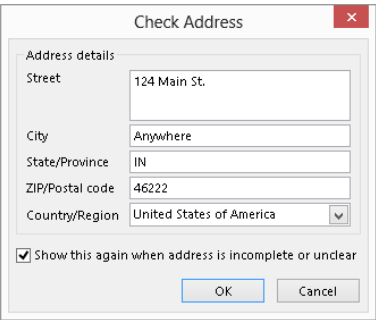 Check Address
Address details
Street 124 Main St.
City Anywhere
State/Province IN
ZIP/Postal code 46222
Country/Region United States of America
Show this again when address is incomplete or unclear
OK Cancel